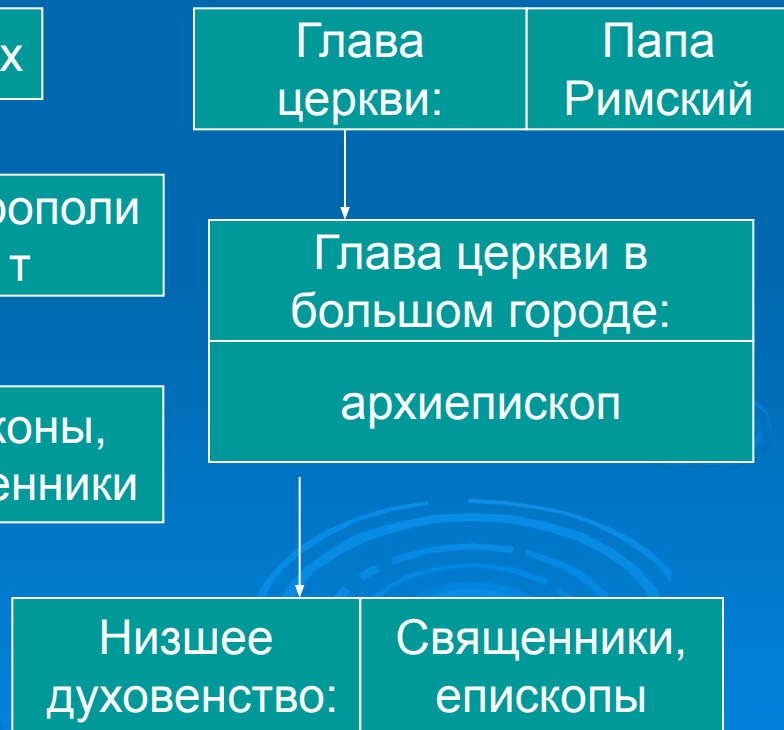 х
Глава
церкви:
Папа
Римский
т
Глава церкви в
большом городе:
архиепископ
Низшее
духовенство:
Священники,
епископы